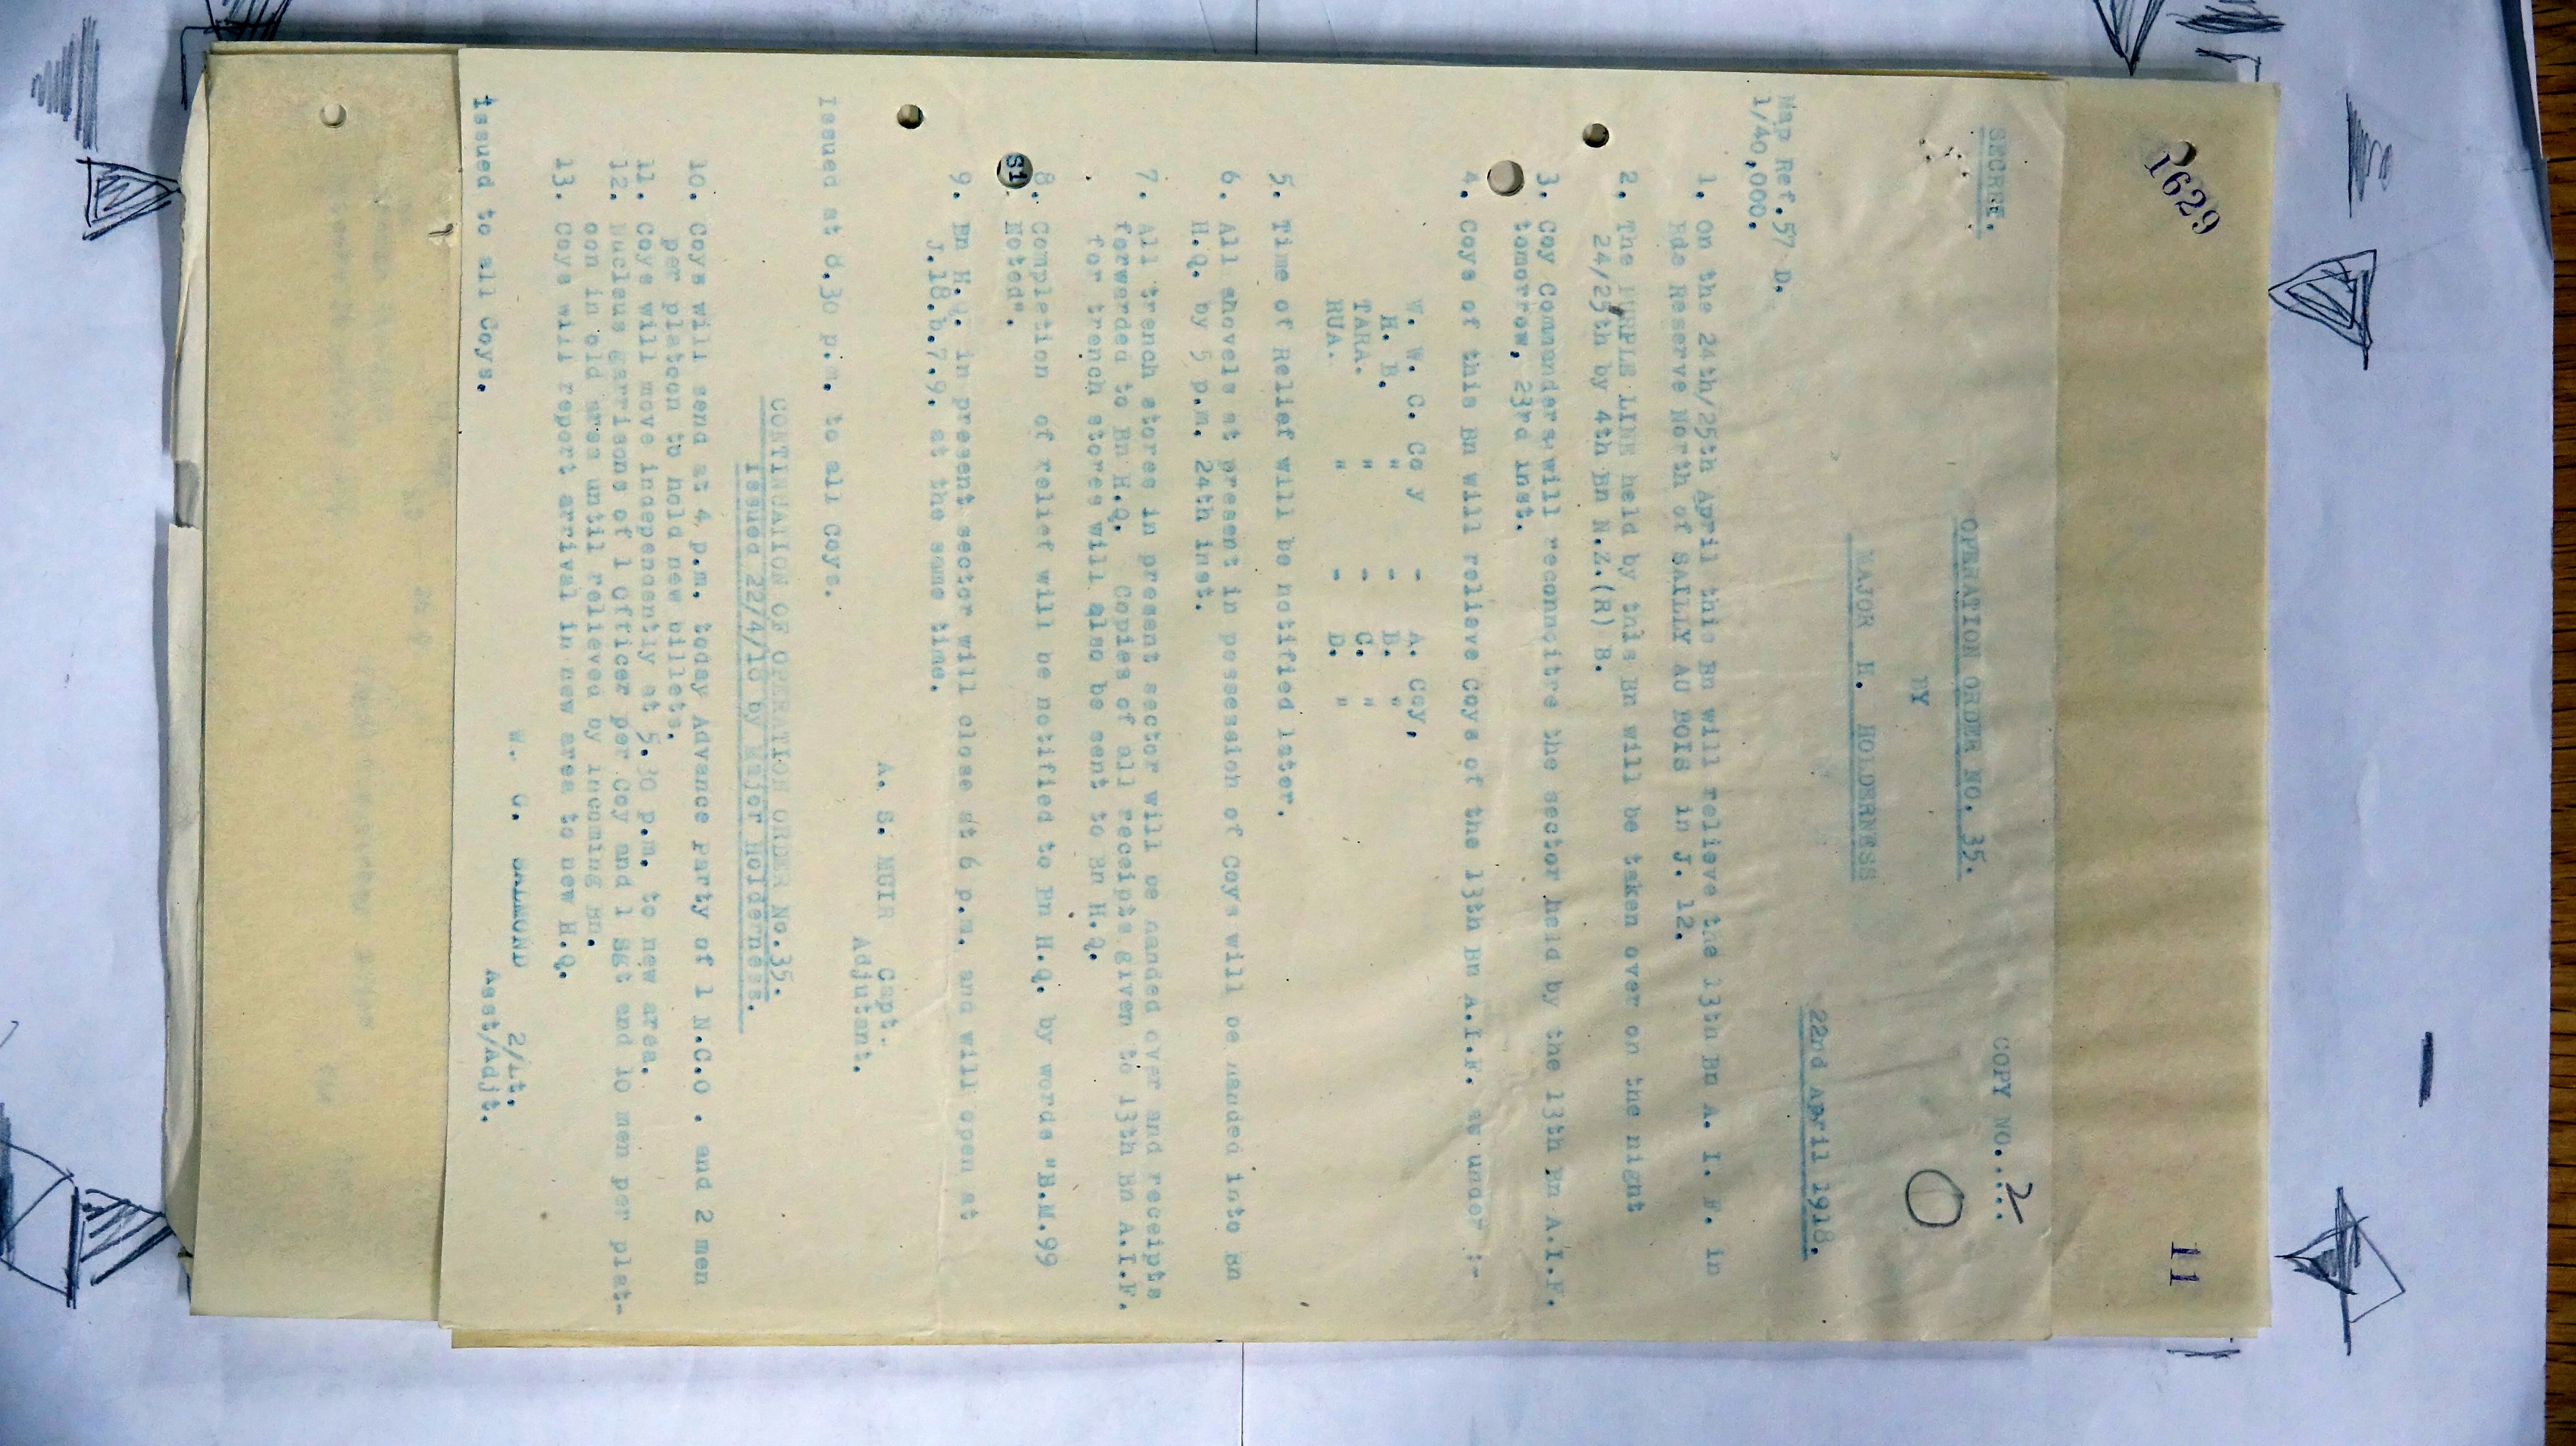 1629
11
SECRET.
COPY NO.....2
OPERATION ORDER NO. 35.
BY
MAJOR H. HOLDERNESS
Map Ref.57 D.
1/40,000.
22nd April 1918.
1. On the 24th/25th April this Bn will relieve the 13th Bn A. I. F. in
Bde Reserve North of SAILLY AU BOIS in J. 12.
2. The PURPLE LINE held by this Bn will be taken over on the night
24/25th by 4th Bn N.Z.(R) B.
3. Coy Commanders will reconnoitre the sector held by the 13th Bn A.I.F.
tomorrow, 23rd inst.
4. Coys of this Bn will relieve Coys of the 13th Bn A.I.F. as under :-
W. W. C. Co y - A. Coy,
H. B. " - B. "
TARA. " - C. "
RUA. " - D. "
5. Time of Relief will be notified later.
6. All shovels at present in possession of Coys will be handed into Bn
H.Q. by 5 p.m. 24th inst.
7. All trench stores in present sector will be handed over and receipts
forwarded to Bn H.Q. Copies of all receipts given to 13th Bn A.I.F.
for trench stores will also be sent to Bn H.Q.
8. Completion of relief will be notified to Bn H.Q. by words "B.M.99
Noted".
9. Bn H.Q. in present sector will close at 6 p.m. and will open at
J.18.b.7.9. at the same time.
A. S. MUIR Capt.
Adjutant.
Issued at 8.30 p.m. to all Coys.
CONTINUATION OF OPERATION ORDER No.35.
Issued 22/4/18 by Major Holderness.
10. Coys will send at 4 p.m. today Advance Party of 1 N.C.O . and 2 men
per platoon to hold new billets.
11. Coys will move independently at 5.30 p.m. to new area.
12. Nucleus garrisons of 1 Officer per Coy and 1 Sgt and 10 men per plat-
oon in old area until relieved by incoming Bn.
13. Coys will report arrival in new area to new H.Q.
W. G. SALMOND 2/Lt.
Asst/Adjt.
issued to all Coys.